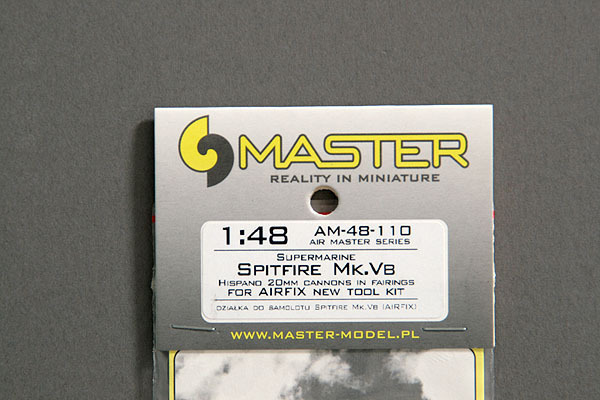 MASTER
REALITY IN MINIATURE
1:48 AM-48-110
AIR MASTER SERIES
SUPERMARINE
SPITFIRE MK.VB
HISPANO 20MM CANNONS IN FAIRINGS
FOR AIRFIX NEW TOOL KIT
DZIAŁKA DO SAMOLOTU SPITFIRE MK.VB (AIRFIX)
WWW.MASTER-MODEL.PL